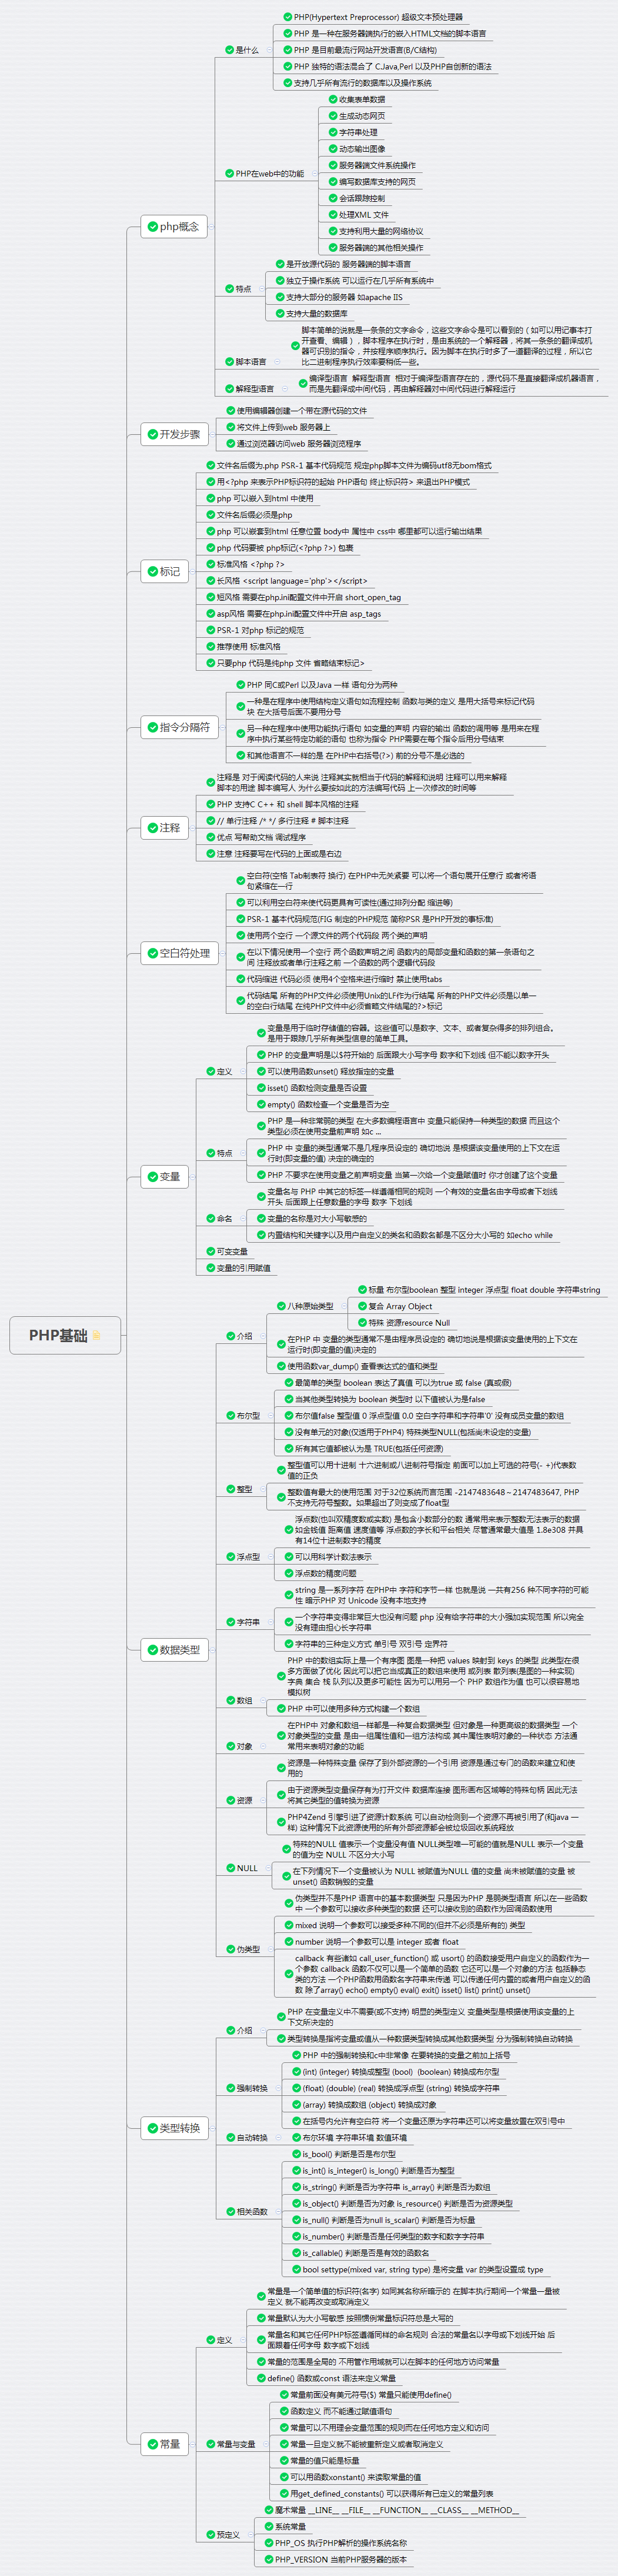 PHP基础
php概念
是什么
PHP(Hypertext Preprocessor) 超级文本预处理器
PHP 是一种在服务器端执行的嵌入HTML文档的脚本语言
PHP 是目前最流行网站开发语言(B/C结构)
PHP 独特的语法混合了 C.Java,Perl 以及PHP自创新的语法
支持几乎所有流行的数据库以及操作系统
PHP在web中的功能
收集表单数据
生成动态网页
字符串处理
动态输出图像
服务器端文件系统操作
编写数据库支持的网页
会话跟踪控制
处理XML 文件
支持利用大量的网络协议
服务器端的其他相关操作
特点
是开放源代码的 服务器端的脚本语言
独立于操作系统 可以运行在几乎所有系统中
支持大部分的服务器 如apache IIS
支持大量的数据库
脚本语言
脚本简单的说就是一条条的文字命令，这些文字命令是可以看到的（如可以用记事本打
开查看、编辑），脚本程序在执行时，是由系统的一个解释器，将其一条条的翻译成机
器可识别的指令，并按程序顺序执行。因为脚本在执行时多了一道翻译的过程，所以它
比二进制程序执行效率要稍低一些。
解释型语言
编译型语言 解释型语言 相对于编译型语言存在的，源代码不是直接翻译成机器语言，
而是先翻译成中间代码，再由解释器对中间代码进行解释运行
开发步骤
使用编辑器创建一个带在源代码的文件
将文件上传到web 服务器上
通过浏览器访问web 服务器浏览程序
标记
文件名后缀为.php PSR-1 基本代码规范 规定php脚本文件为编码utf8无bom格式
用<?php 来表示PHP标识符的起始 PHP语句 终止标识符> 来退出PHP模式
php 可以嵌入到html 中使用
文件名后缀必须是php
php 可以嵌套到html 任意位置 body中 属性中 css中 哪里都可以运行输出结果
php 代码要被 php标记(<?php ?>) 包裹
标准风格 <?php ?>
长风格 <script language='php'></script>
短风格 需要在php.ini配置文件中开启 short_open_tag
asp风格 需要在php.ini配置文件中开启 asp_tags
PSR-1 对php 标记的规范
推荐使用 标准风格
只要php 代码是纯php 文件 省略结束标记>
指令分隔符
PHP 同C或Perl 以及Java 一样 语句分为两种
一种是在程序中使用结构定义语句如流程控制 函数与类的定义 是用大括号来标记代码
块 在大括号后面不要用分号
另一种在程序中使用功能执行语句 如变量的声明 内容的输出 函数的调用等 是用来在程
序中执行某些特定功能的语句 也称为指令 PHP需要在每个指令后用分号结束
和其他语言不一样的是 在PHP中右括号(?>) 前的分号不是必选的
注释
注释是 对于阅读代码的人来说 注释其实就相当于代码的解释和说明 注释可以用来解释
脚本的用途 脚本编写人 为什么要按如此的方法编写代码 上一次修改的时间等
PHP 支持C C++ 和 shell 脚本风格的注释
// 单行注释 /* */ 多行注释 # 脚本注释
优点 写帮助文档 调试程序
注意 注释要写在代码的上面或是右边
空白符处理
空白符(空格 Tab制表符 换行) 在PHP中无关紧要 可以将一个语句展开任意行 或者将语
句紧缩在一行
可以利用空白符来使代码更具有可读性(通过排列分配 缩进等)
PSR-1 基本代码规范(FIG 制定的PHP规范 简称PSR 是PHP开发的事标准)
使用两个空行 一个源文件的两个代码段 两个类的声明
在以下情况使用一个空行 两个函数声明之间 函数内的局部变量和函数的第一条语句之
间 注释放或者单行注释之前 一个函数的两个逻辑代码段
代码缩进 代码必须 使用4个空格来进行缩时 禁止使用tabs
代码结尾 所有的PHP文件必须使用Unix的LF作为行结尾 所有的PHP文件必须是以单一
的空白行结尾 在纯PHP文件中必须省略文件结尾的?>标记
变量
定义
变量是用于临时存储值的容器。这些值可以是数字、文本、或者复杂得多的排列组合。
是用于跟踪几乎所有类型信息的简单工具。
PHP 的变量声明是以$符开始的 后面跟大小写字母 数字和下划线 但不能以数字开头
可以使用函数unset() 释放指定的变量
isset() 函数检测变量是否设置
empty() 函数检查一个变量是否为空
特点
PHP 是一种非常弱的类型 在大多数编程语言中 变量只能保持一种类型的数据 而且这个
类型必须在使用变量前声明 如c ...
PHP 中 变量的类型通常不是几程序员设定的 确切地说 是根据该变量使用的上下文在运
行时(即变量的值) 决定的确定的
PHP 不要求在使用变量之前声明变量 当第一次给一个变量赋值时 你才创建了这个变量
命名
变量名与 PHP 中其它的标签一样遵循相同的规则 一个有效的变量名由字母或者下划线
开头 后面跟上任意数量的字母 数字 下划线
变量的名称是对大小写敏感的
内置结构和关键字以及用户自定义的类名和函数名都是不区分大小写的 如echo while
可变变量
变量的引用赋值
数据类型
介绍
八种原始类型
标量 布尔型boolean 整型 integer 浮点型 float double 字符串string
复合 Array Object
特殊 资源resource Null
在PHP 中 变量的类型通常不是由程序员设定的 确切地说是根据该变量使用的上下文在
运行时(即变量的值)决定的
使用函数var_dump() 查看表达式的值和类型
布尔型
最简单的类型 boolean 表达了真值 可以为true 或 false (真或假)
当其他类型转换为 boolean 类型时 以下值被认为是false
布尔值false 整型值 0 浮点型值 0.0 空白字符串和字符串'0' 没有成员变量的数组
没有单元的对象(仅适用于PHP4) 特殊类型NULL(包括尚未设定的变量)
所有其它值都被认为是 TRUE(包括任何资源)
整型
整型值可以用十进制 十六进制或八进制符号指定 前面可以加上可选的符号(- +)代表数
值的正负
整数值有最大的使用范围 对于32位系统而言范围 -2147483648～2147483647, PHP
不支持无符号整数。如果超出了则变成了float型
浮点型
浮点数(也叫双精度数或实数) 是包含小数部分的数 通常用来表示整数无法表示的数据
如金钱值 距离值 速度值等 浮点数的字长和平台相关 尽管通常最大值是 1.8e308 并具
有14位十进制数字的精度
可以用科学计数法表示
浮点数的精度问题
字符串
string 是一系列字符 在PHP中 字符和字节一样 也就是说 一共有256 种不同字符的可能
性 暗示PHP 对 Unicode 没有本地支持
一个字符串变得非常巨大也没有问题 php 没有给字符串的大小强加实现范围 所以完全
没有理由担心长字符串
字符串的三种定义方式 单引号 双引号 定界符
数组
PHP 中的数组实际上是一个有序图 图是一种把 values 映射到 keys 的类型 此类型在很
多方面做了优化 因此可以把它当成真正的数组来使用 或列表 散列表(是图的一种实现)
字典 集合 栈 队列以及更多可能性 因为可以用另一个 PHP 数组作为值 也可以很容易地
模拟树
PHP 中可以使用多种方式构建一个数组
对象
在PHP中 对象和数组一样都是一种复合数据类型 但对象是一种更高级的数据类型 一个
对象类型的变量 是由一组属性值和一组方法构成 其中属性表明对象的一种状态 方法通
常用来表明对象的功能
资源
资源是一种特殊变量 保存了到外部资源的一个引用 资源是通过专门的函数来建立和使
用的
由于资源类型变量保存有为打开文件 数据库连接 图形画布区域等的特殊句柄 因此无法
将其它类型的值转换为资源
PHP4Zend 引擎引进了资源计数系统 可以自动检测到一个资源不再被引用了(和java 一
样) 这种情况下此资源使用的所有外部资源都会被垃圾回收系统释放
NULL
特殊的NULL 值表示一个变量没有值 NULL类型唯一可能的值就是NULL 表示一个变量
的值为空 NULL 不区分大小写
在下列情况下一个变量被认为 NULL 被赋值为NULL 值的变量 尚未被赋值的变量 被
unset() 函数销毁的变量
伪类型
伪类型并不是PHP 语言中的基本数据类型 只是因为PHP 是弱类型语言 所以在一些函数
中 一个参数可以接收多种类型的数据 还可以接收别的函数作为回调函数使用
mixed 说明一个参数可以接受多种不同的(但并不必须是所有的) 类型
number 说明一个参数可以是 integer 或者 float
callback 有些诸如 call_user_function() 或 usort() 的函数接受用户自定义的函数作为一
个参数 callback 函数不仅可以是一个简单的函数 它还可以是一个对象的方法 包括静态
类的方法 一个PHP函数用函数名字符串来传递 可以传递任何内置的或者用户自定义的函
数 除了array() echo() empty() eval() exit() isset() list() print() unset()
类型转换
介绍
PHP 在变量定义中不需要(或不支持) 明显的类型定义 变量类型是根据使用该变量的上
下文所决定的
类型转换是指将变量或值从一种数据类型转换成其他数据类型 分为强制转换自动转换
强制转换
PHP 中的强制转换和c中非常像 在要转换的变量之前加上括号
(int) (integer) 转换成整型 (bool) (boolean) 转换成布尔型
(float) (double) (real) 转换成浮点型 (string) 转换成字符串
(array) 转换成数组 (object) 转换成对象
在括号内允许有空白符 将一个变量还原为字符串还可以将变量放置在双引号中
自动转换
布尔环境 字符串环境 数值环境
相关函数
is_bool() 判断是否是布尔型
is_int() is_integer() is_long() 判断是否为整型
is_string() 判断是否为字符串 is_array() 判断是否为数组
is_object() 判断是否为对象 is_resource() 判断是否为资源类型
is_null() 判断是否为null is_scalar() 判断是否为标量
is_number() 判断是否是任何类型的数字和数字字符串
is_callable() 判断是否是有效的函数名
bool settype(mixed var, string type) 是将变量 var 的类型设置成 type
常量
定义
常量是一个简单值的标识符(名字) 如同其名称所暗示的 在脚本执行期间一个常量一量被
定义 就不能再改变或取消定义
常量默认为大小写敏感 按照惯例常量标识符总是大写的
常量名和其它任何PHP标签遵循同样的命名规则 合法的常量名以字母或下划线开始 后
面跟着任何字母 数字或下划线
常量的范围是全局的 不用管作用域就可以在脚本的任何地方访问常量
define() 函数或const 语法来定义常量
常量与变量
常量前面没有美元符号($) 常量只能使用define()
函数定义 而不能通过赋值语句
常量可以不用理会变量范围的规则而在任何地方定义和访问
常量一旦定义就不能被重新定义或者取消定义
常量的值只能是标量
可以用函数xonstant() 来读取常量的值
用get_defined_constants() 可以获得所有已定义的常量列表
预定义
魔术常量 __LINE__ __FILE__ __FUNCTION__ __CLASS__ __METHOD__
系统常量
PHP_OS 执行PHP解析的操作系统名称
PHP_VERSION 当前PHP服务器的版本